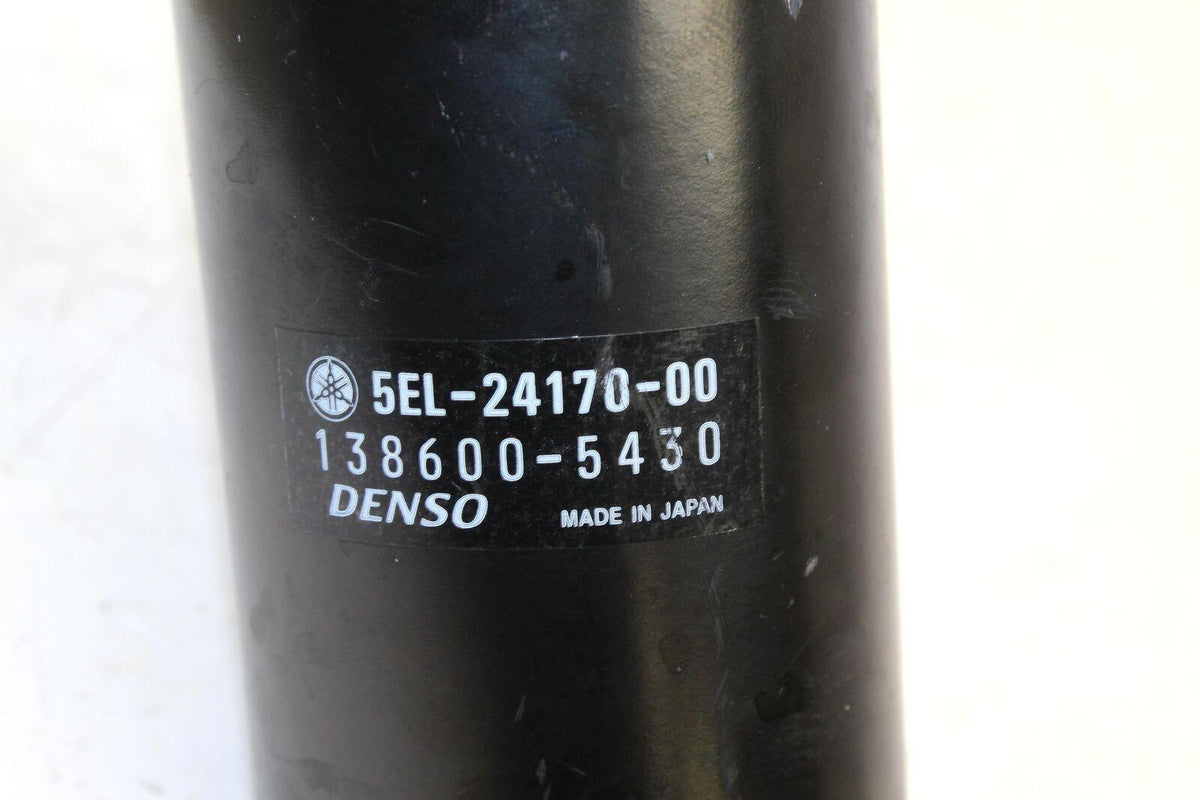 5EL-24170-00
138600-5430
DENSO MADE IN JAPAN